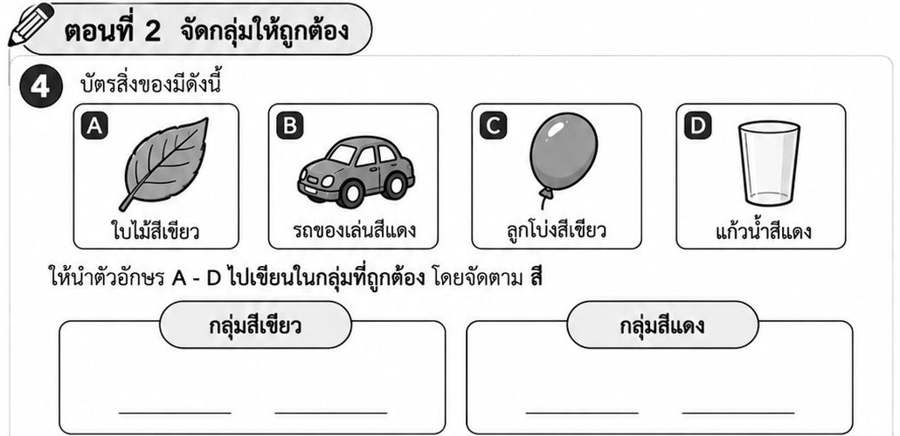 ตอนที่ 2 จัดกลุ่มให้ถูกต้อง
4 บัตรสิ่งของมีดังนี้
A B C D
ใบไม้สีเขียว รถของเล่นสีแดง ลูกโป่งสีเขียว แก้วน้ำสีแดง
ให้นำตัวอักษร A - D ไปเขียนในกลุ่มที่ถูกต้อง โดยจัดตาม สี
กลุ่มสีเขียว กลุ่มสีแดง